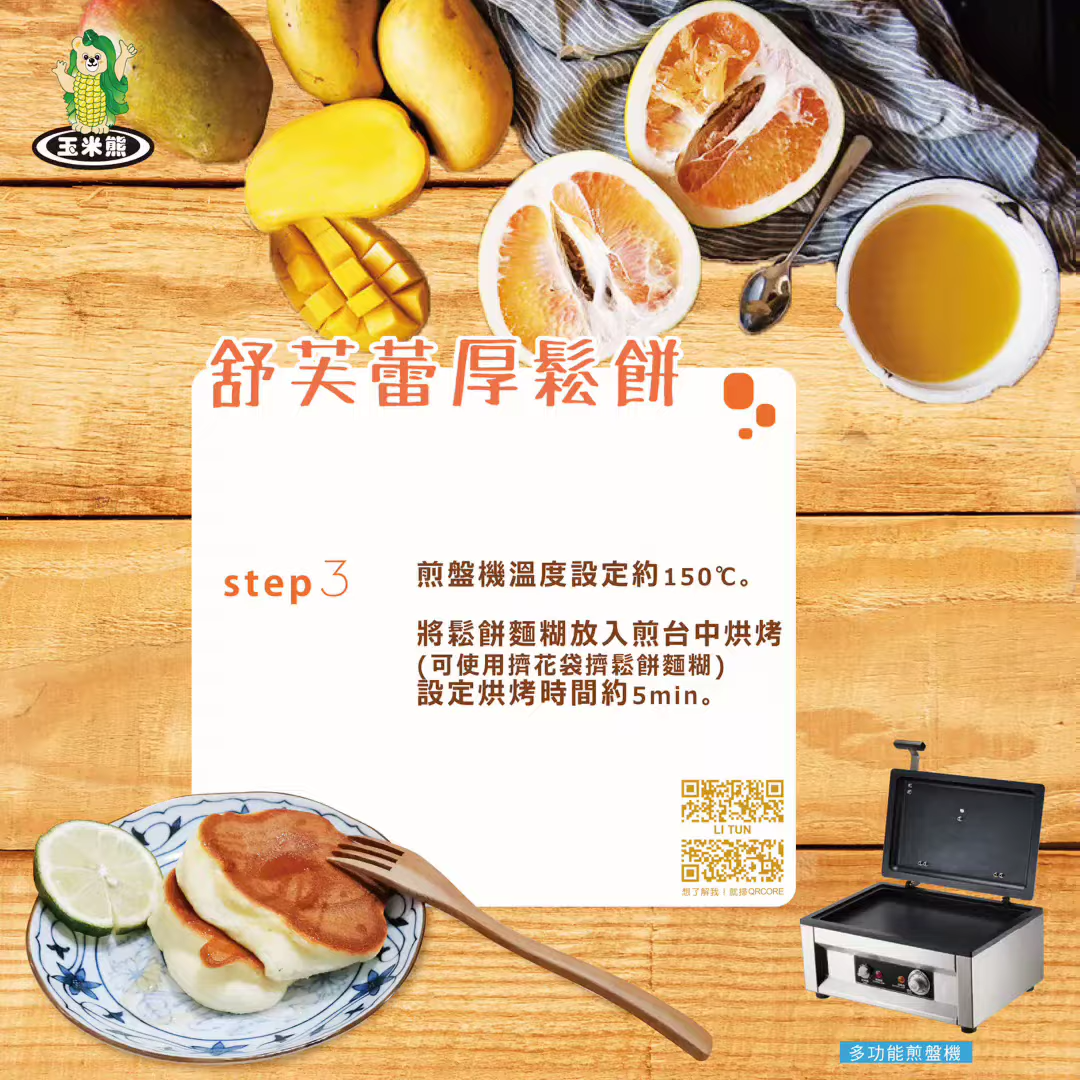 玉米熊
舒芙蕾厚鬆餅
step 3
煎盤機溫度設定約150℃。
將鬆餅麵糊放入煎台中烘烤
(可使用擠花袋擠鬆餅麵糊)
設定烘烤時間約5min。
LI TUN
想了解我|就掃QRCORE
多功能煎盤機